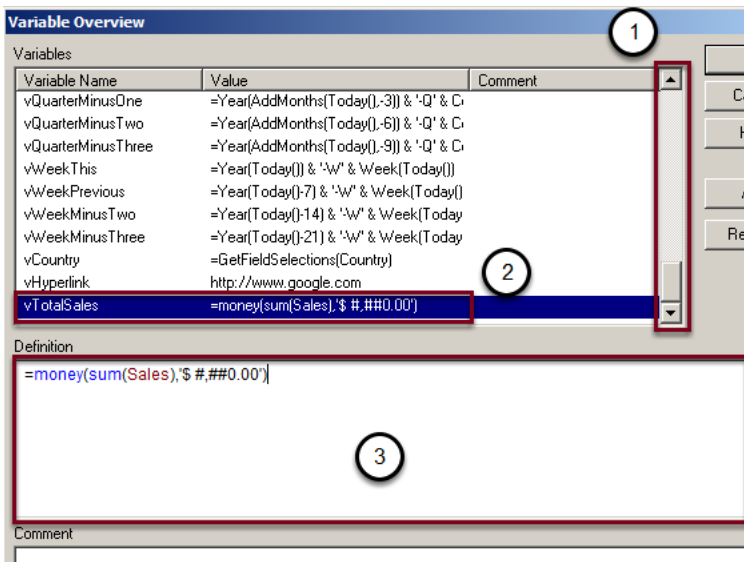 Variable Overview
1
Variables
Variable Name Value Comment
vQuarterMinusOne =Year(AddMonths(Today(),-3)) & '-Q' & C
vQuarterMinusTwo =Year(AddMonths(Today(),-6)) & '-Q' & C
vQuarterMinusThree =Year(AddMonths(Today(),-9)) & '-Q' & C
vWeekThis =Year(Today()) & '-W' & Week(Today())
vWeekPrevious =Year(Today()-7) & '-W' & Week(Today()
vWeekMinusTwo =Year(Today()-14) & '-W' & Week(Today
vWeekMinusThree =Year(Today()-21) & '-W' & Week(Today
vCountry =GetFieldSelections(Country)
vHyperlink http://www.google.com
2
vTotalSales =money(sum(Sales),'$ #,##0.00')
C
H
A
Re
Definition
=money(sum(Sales),'$ #,##0.00')
3
Comment